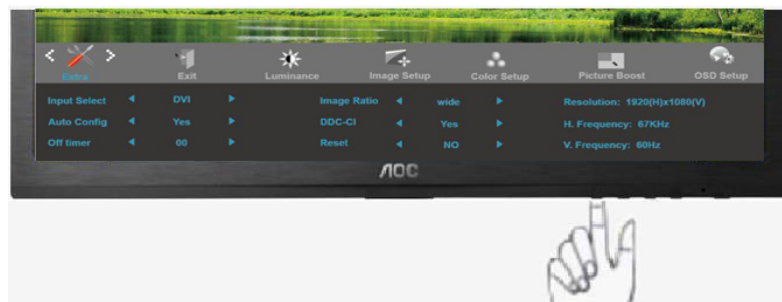 Extra Exit Luminance Image Setup Color Setup Picture Boost OSD Setup
Input Select DVI Image Ratio wide Resolution: 1920(H)x1080(V)
Auto Config Yes DDC-CI Yes H. Frequency: 67KHz
Off timer 00 Reset NO V. Frequency: 60Hz
AOC